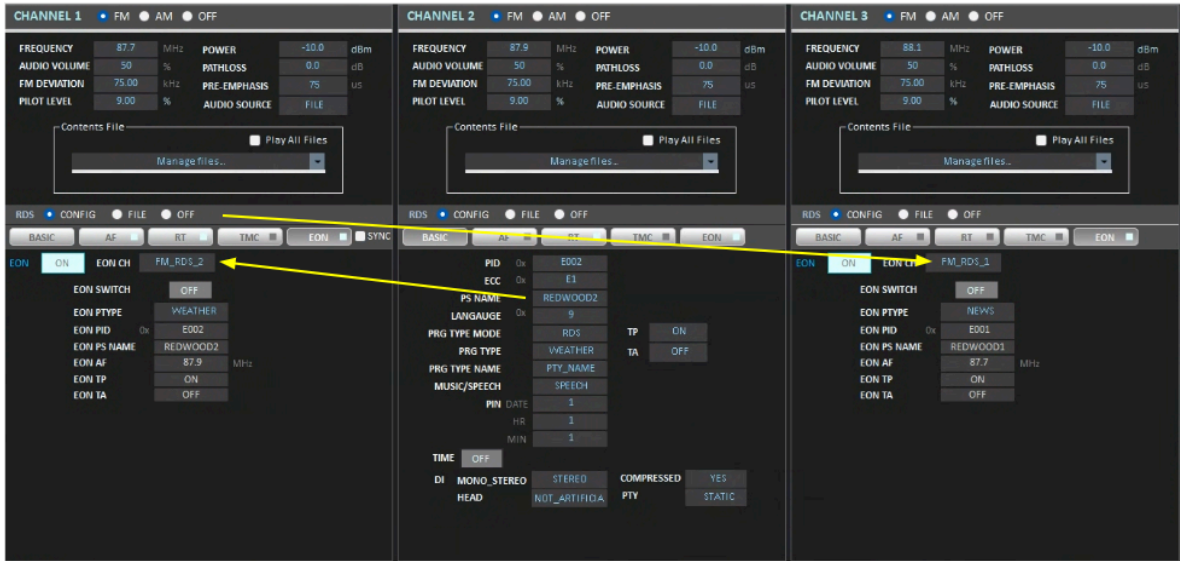 CHANNEL 1 FM AM OFF
FREQUENCY 87.7 MHz POWER -10.0 dBm
AUDIO VOLUME 50 % PATHLOSS 0.0 dB
FM DEVIATION 75.00 kHz PRE-EMPHASIS 75 us
PILOT LEVEL 9.00 % AUDIO SOURCE FILE
Contents File
Play All Files
Manage files..
RDS CONFIG FILE OFF
BASIC AF RT TMC EON SYNC
EON ON EON CH FM_RDS_2
EON SWITCH OFF
EON PTYPE WEATHER
EON PID 0x E002
EON PS NAME REDWOOD2
EON AF 87.9 MHz
EON TP ON
EON TA OFF
CHANNEL 2 FM AM OFF
FREQUENCY 87.9 MHz POWER -10.0 dBm
AUDIO VOLUME 50 % PATHLOSS 0.0 dB
FM DEVIATION 75.00 kHz PRE-EMPHASIS 75 us
PILOT LEVEL 9.00 % AUDIO SOURCE FILE
Contents File
Play All Files
Manage files..
RDS CONFIG FILE OFF
BASIC AF RT TMC EON
PID 0x E002
ECC 0x E1
PS NAME REDWOOD2
LANGAUGE 0x 9
PRG TYPE MODE RDS TP ON
PRG TYPE WEATHER TA OFF
PRG TYPE NAME PTY_NAME
MUSIC/SPEECH SPEECH
PIN DATE 1
HR 1
MIN 1
TIME OFF
DI MONO_STEREO STEREO COMPRESSED YES
HEAD NOT_ARTIFICIA PTY STATIC
CHANNEL 3 FM AM OFF
FREQUENCY 88.1 MHz POWER -10.0 dBm
AUDIO VOLUME 50 % PATHLOSS 0.0 dB
FM DEVIATION 75.00 kHz PRE-EMPHASIS 75 us
PILOT LEVEL 9.00 % AUDIO SOURCE FILE
Contents File
Play All Files
Manage files..
RDS CONFIG FILE OFF
BASIC AF RT TMC EON
EON ON EON CH FM_RDS_1
EON SWITCH OFF
EON PTYPE NEWS
EON PID 0x E001
EON PS NAME REDWOOD1
EON AF 87.7 MHz
EON TP ON
EON TA OFF